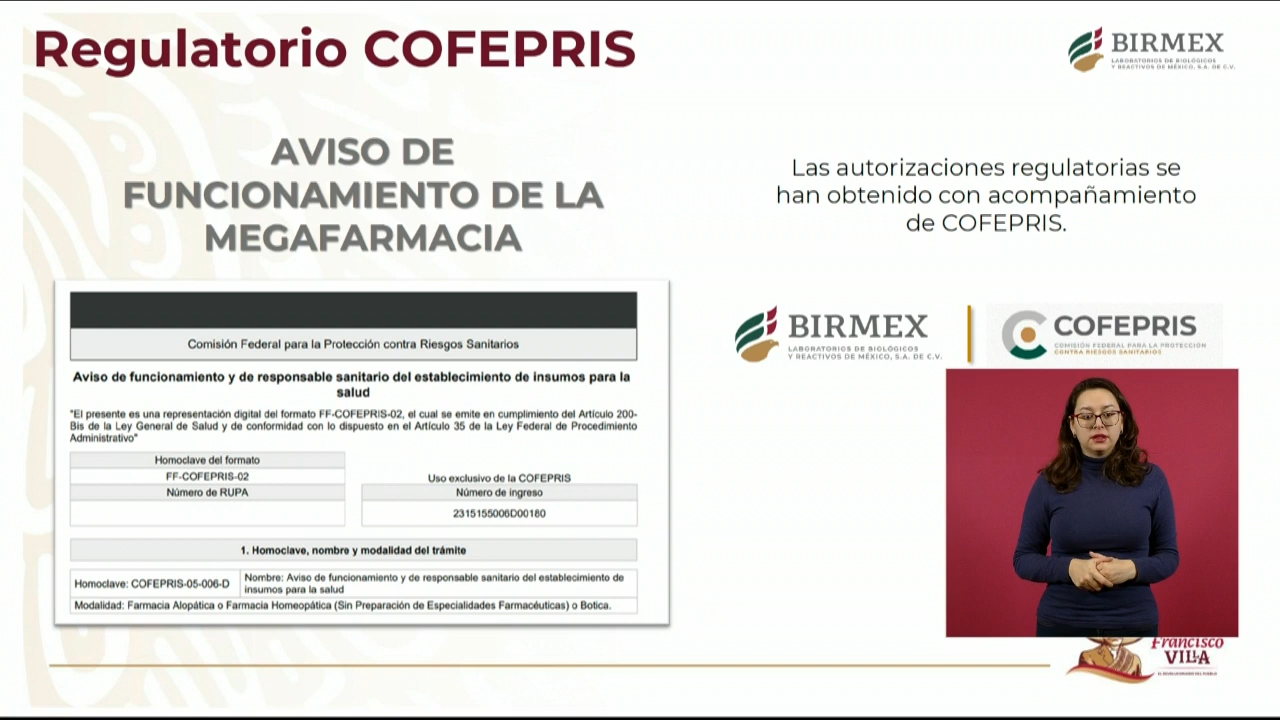 Regulatorio COFEPRIS
BIRMEX
LABORATORIOS DE BIOLÓGICOS
Y REACTIVOS DE MÉXICO, S.A. DE C.V.
AVISO DE
FUNCIONAMIENTO DE LA
MEGAFARMACIA
Las autorizaciones regulatorias se
han obtenido con acompañamiento
de COFEPRIS.
Comisión Federal para la Protección contra Riesgos Sanitarios
Aviso de funcionamiento y de responsable sanitario del establecimiento de insumos para la
salud
"El presente es una representación digital del formato FF-COFEPRIS-02, el cual se emite en cumplimiento del Artículo 200-
Bis de la Ley General de Salud y de conformidad con lo dispuesto en el Artículo 35 de la Ley Federal de Procedimiento
Administrativo"
Homoclave del formato
FF-COFEPRIS-02
Número de RUPA
Uso exclusivo de la COFEPRIS
Número de ingreso
2315155006D00180
1. Homoclave, nombre y modalidad del trámite
Homoclave: COFEPRIS-05-006-D
Nombre: Aviso de funcionamiento y de responsable sanitario del establecimiento de
insumos para la salud
Modalidad: Farmacia Alopática o Farmacia Homeopática (Sin Preparación de Especialidades Farmacéuticas) o Botica.
BIRMEX
LABORATORIOS DE BIOLÓGICOS
Y REACTIVOS DE MÉXICO, S.A. DE C.V.
COFEPRIS
COMISIÓN FEDERAL PARA LA PROTECCIÓN
CONTRA RIESGOS SANITARIOS
Francisco
VILLA
EL REVOLUCIONARIO DEL PUEBLO